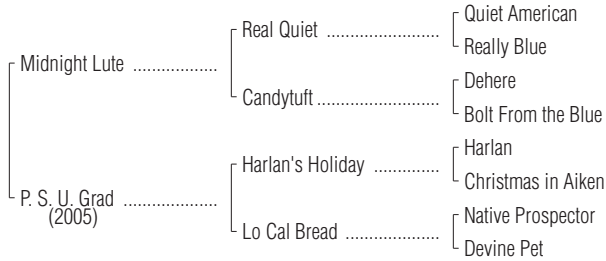 Quiet American
Real Quiet ....................
Really Blue
Midnight Lute ...............
Dehere
Candytuft ......................
Bolt From the Blue
Harlan
Harlan's Holiday ............
Christmas in Aiken
P. S. U. Grad .................
(2005)
Native Prospector
Lo Cal Bread .................
Devine Pet